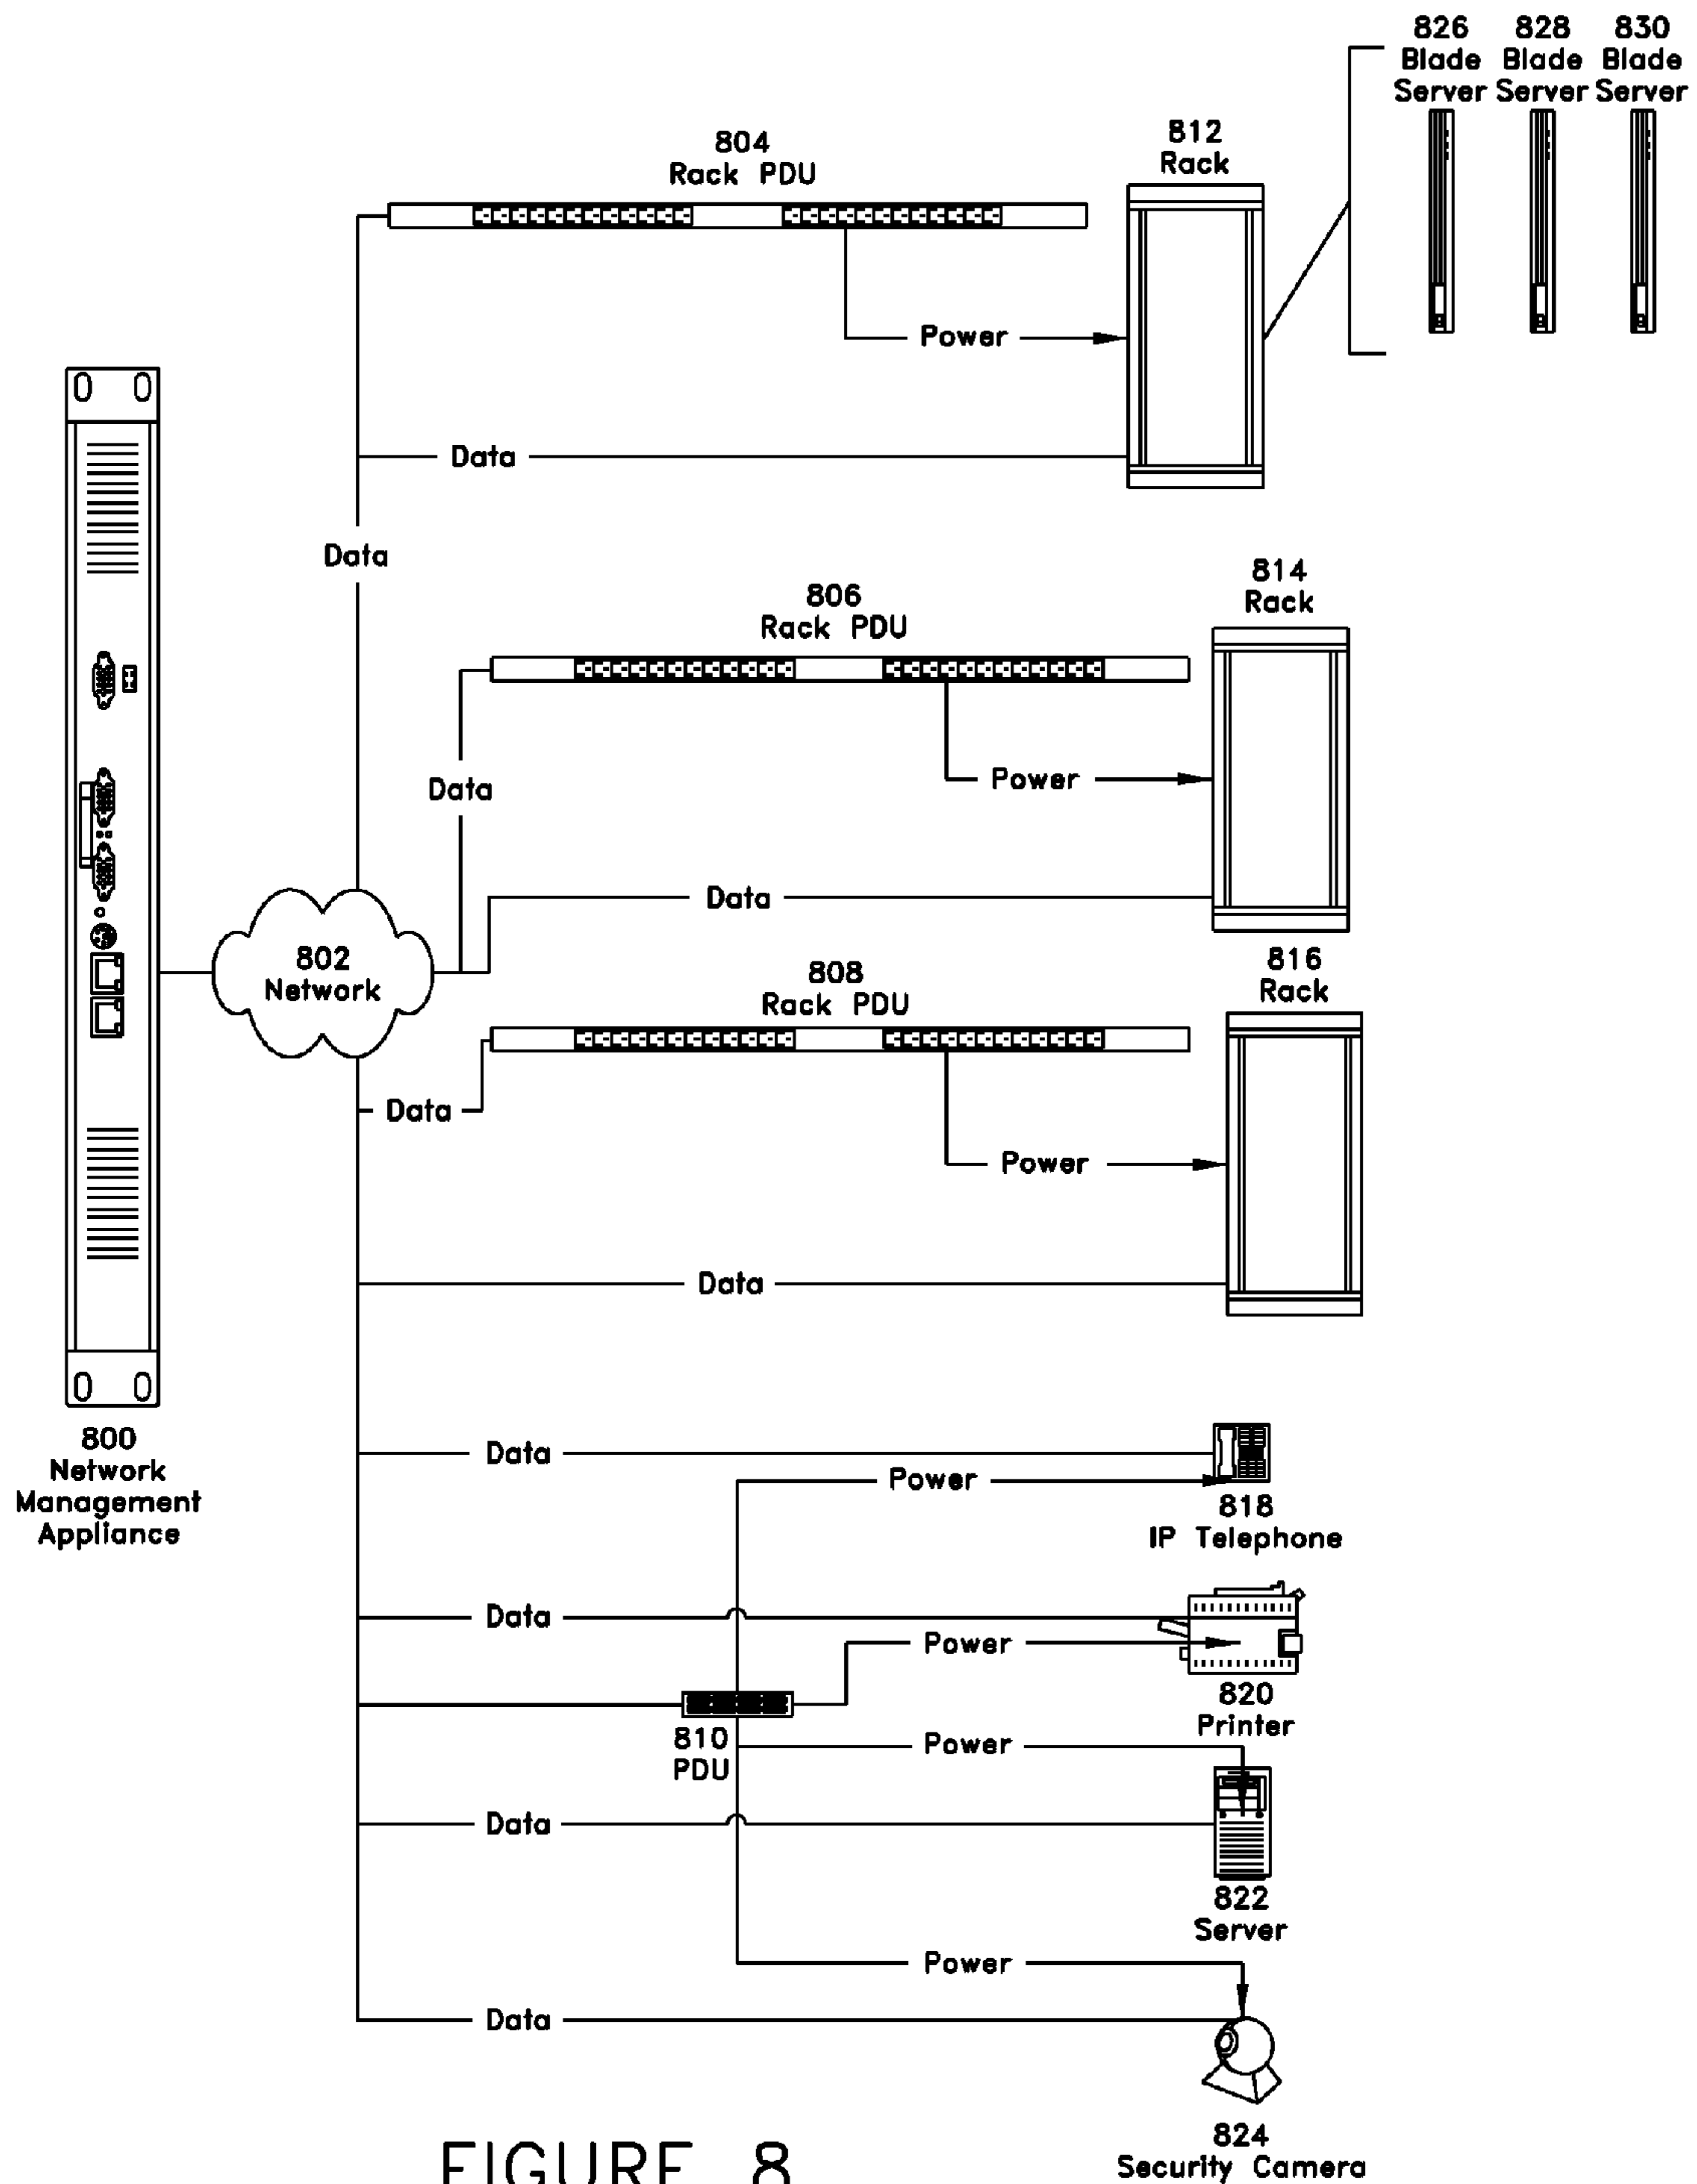 826 828 830
Blade Blade Blade
Server Server Server
804
Rack PDU
812
Rack
Power
Data
Data
806
Rack PDU
814
Rack
Data
Power
Data
802
Network
808
Rack PDU
816
Rack
Data
Power
Data
800
Network
Management
Appliance
Data
Power
818
IP Telephone
Data
Power
820
Printer
810
PDU
Power
Data
822
Server
Power
Data
824
Security Camera
FIGURE 8